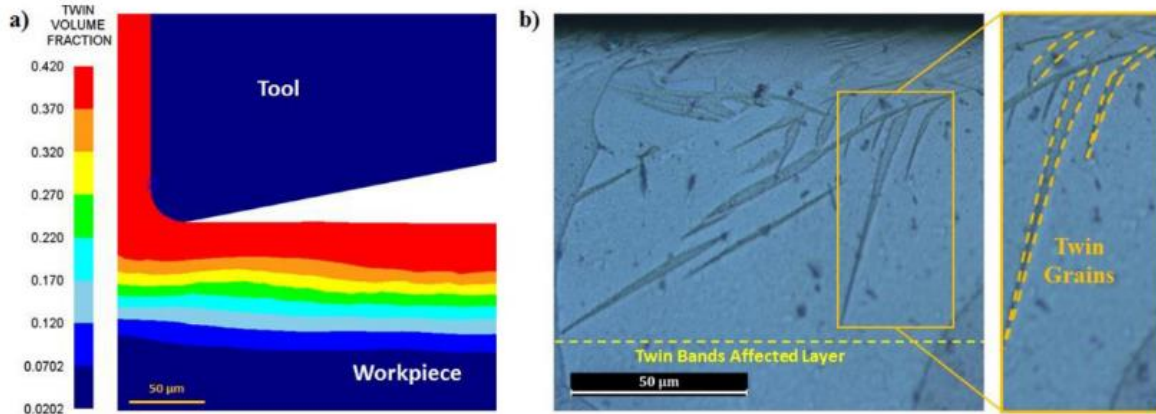 a)
TWIN
VOLUME
FRACTION
0.420
0.370
0.320
0.270
0.220
0.170
0.120
0.0702
0.0202
Tool
Workpiece
50 µm
b)
Twin
Grains
Twin Bands Affected Layer
50 µm